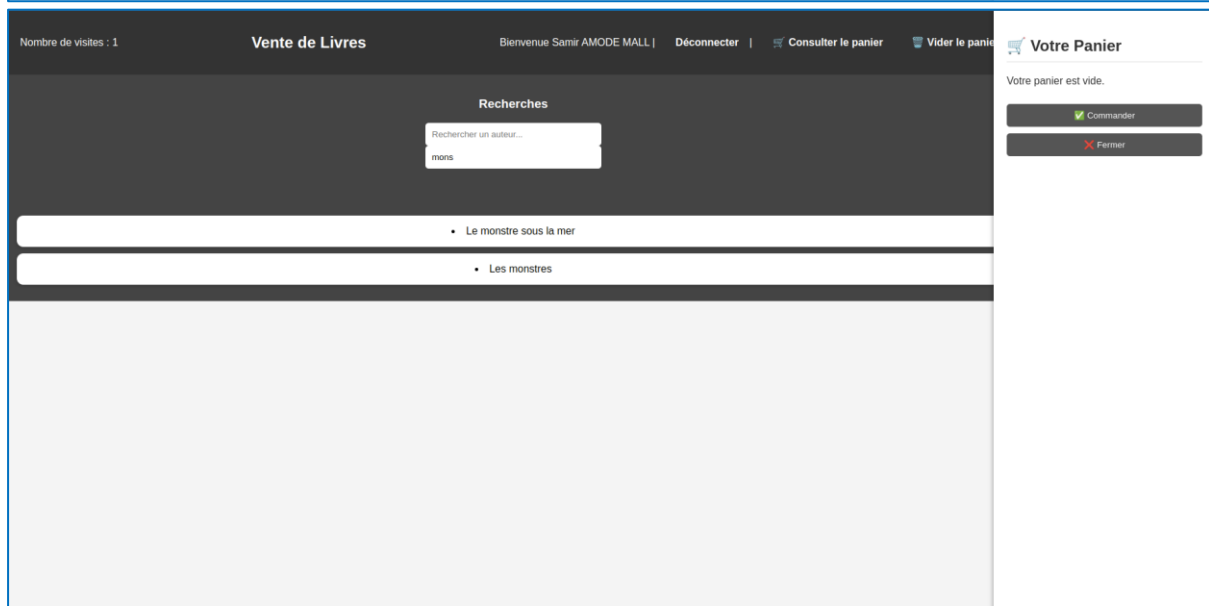 Nombre de visites : 1
Vente de Livres
Bienvenue Samir AMODE MALL |
Déconnecter |
🛒 Consulter le panier
🗑️ Vider le panie
Recherches
Rechercher un auteur...
mons
• Le monstre sous la mer
• Les monstres
🛒 Votre Panier
Votre panier est vide.
✅ Commander
❌ Fermer